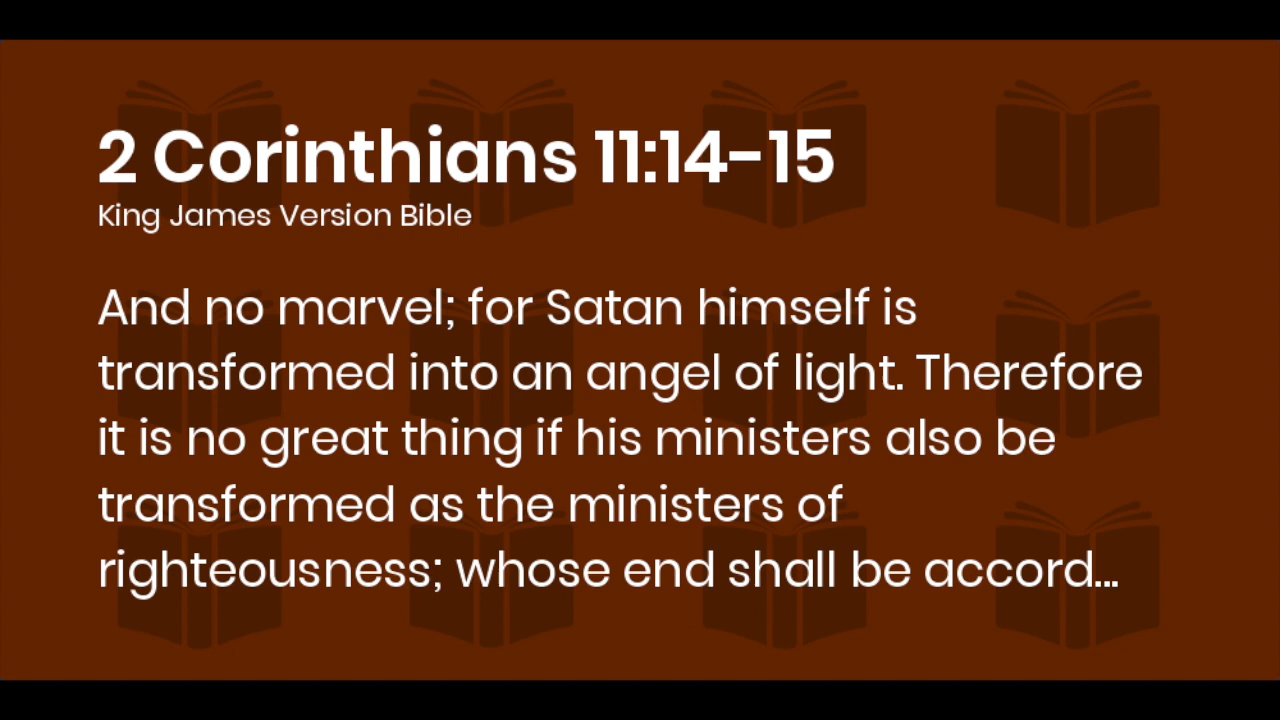 2 Corinthians 11:14-15
King James Version Bible
And no marvel; for Satan himself is
transformed into an angel of light. Therefore
it is no great thing if his ministers also be
transformed as the ministers of
righteousness; whose end shall be accord...